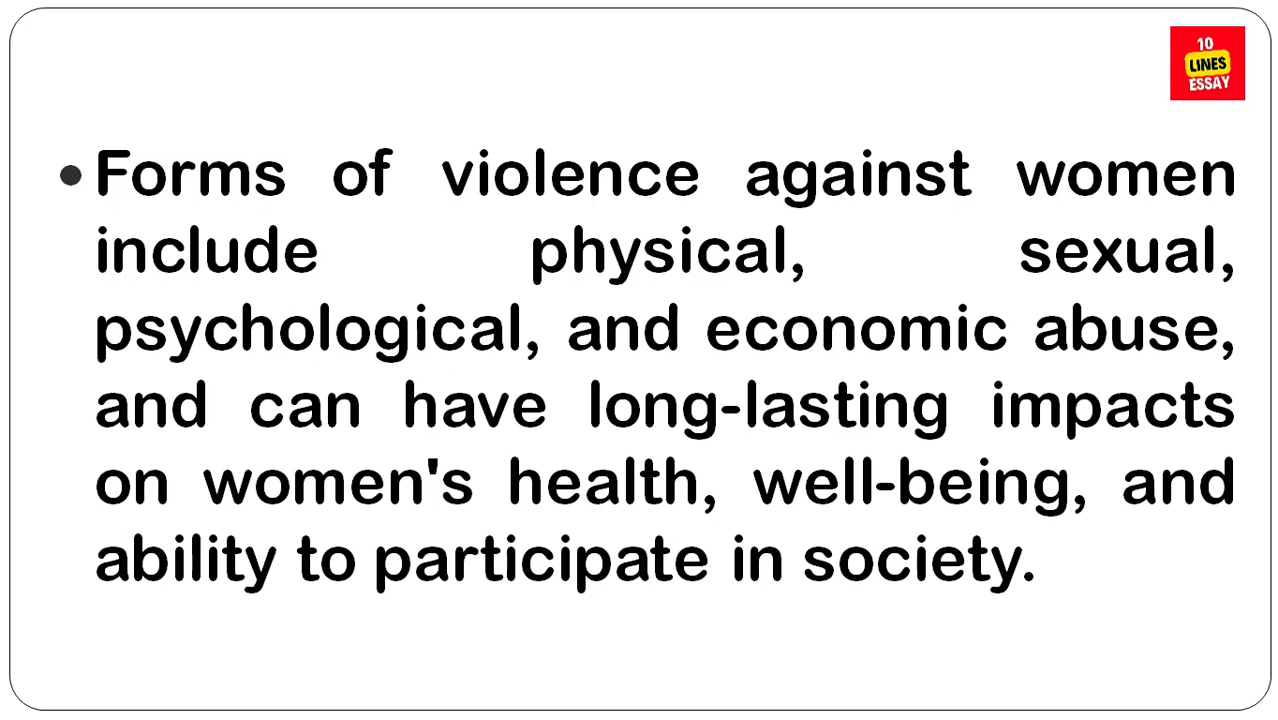 10
LINES
ESSAY
• Forms of violence against women
include physical, sexual,
psychological, and economic abuse,
and can have long-lasting impacts
on women's health, well-being, and
ability to participate in society.